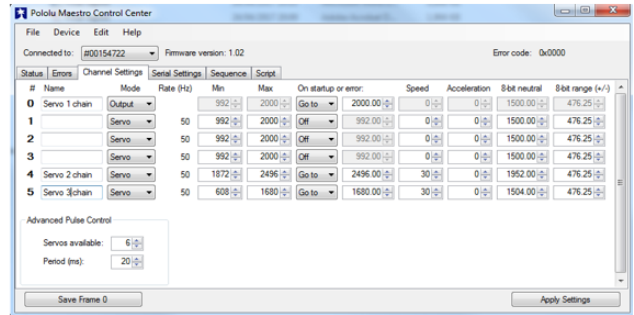 Pololu Maestro Control Center
File Device Edit Help
Connected to: #00154722 Firmware version: 1.02 Error code: 0x0000
Status Errors Channel Settings Serial Settings Sequence Script
# Name Mode Rate (Hz) Min Max On startup or error: Speed Acceleration 8-bit neutral 8-bit range (+/-)
0 Servo 1 chain Output 992 2000 Go to 2000.00 0 0 1500.00 476.25
1 Servo 50 992 2000 Off 992.00 0 0 1500.00 476.25
2 Servo 50 992 2000 Off 992.00 0 0 1500.00 476.25
3 Servo 50 992 2000 Off 992.00 0 0 1500.00 476.25
4 Servo 2 chain Servo 50 1872 2496 Go to 2496.00 30 0 1952.00 476.25
5 Servo 3 chain Servo 50 608 1680 Go to 1680.00 30 0 1504.00 476.25
Advanced Pulse Control
Servos available: 6
Period (ms): 20
Save Frame 0 Apply Settings